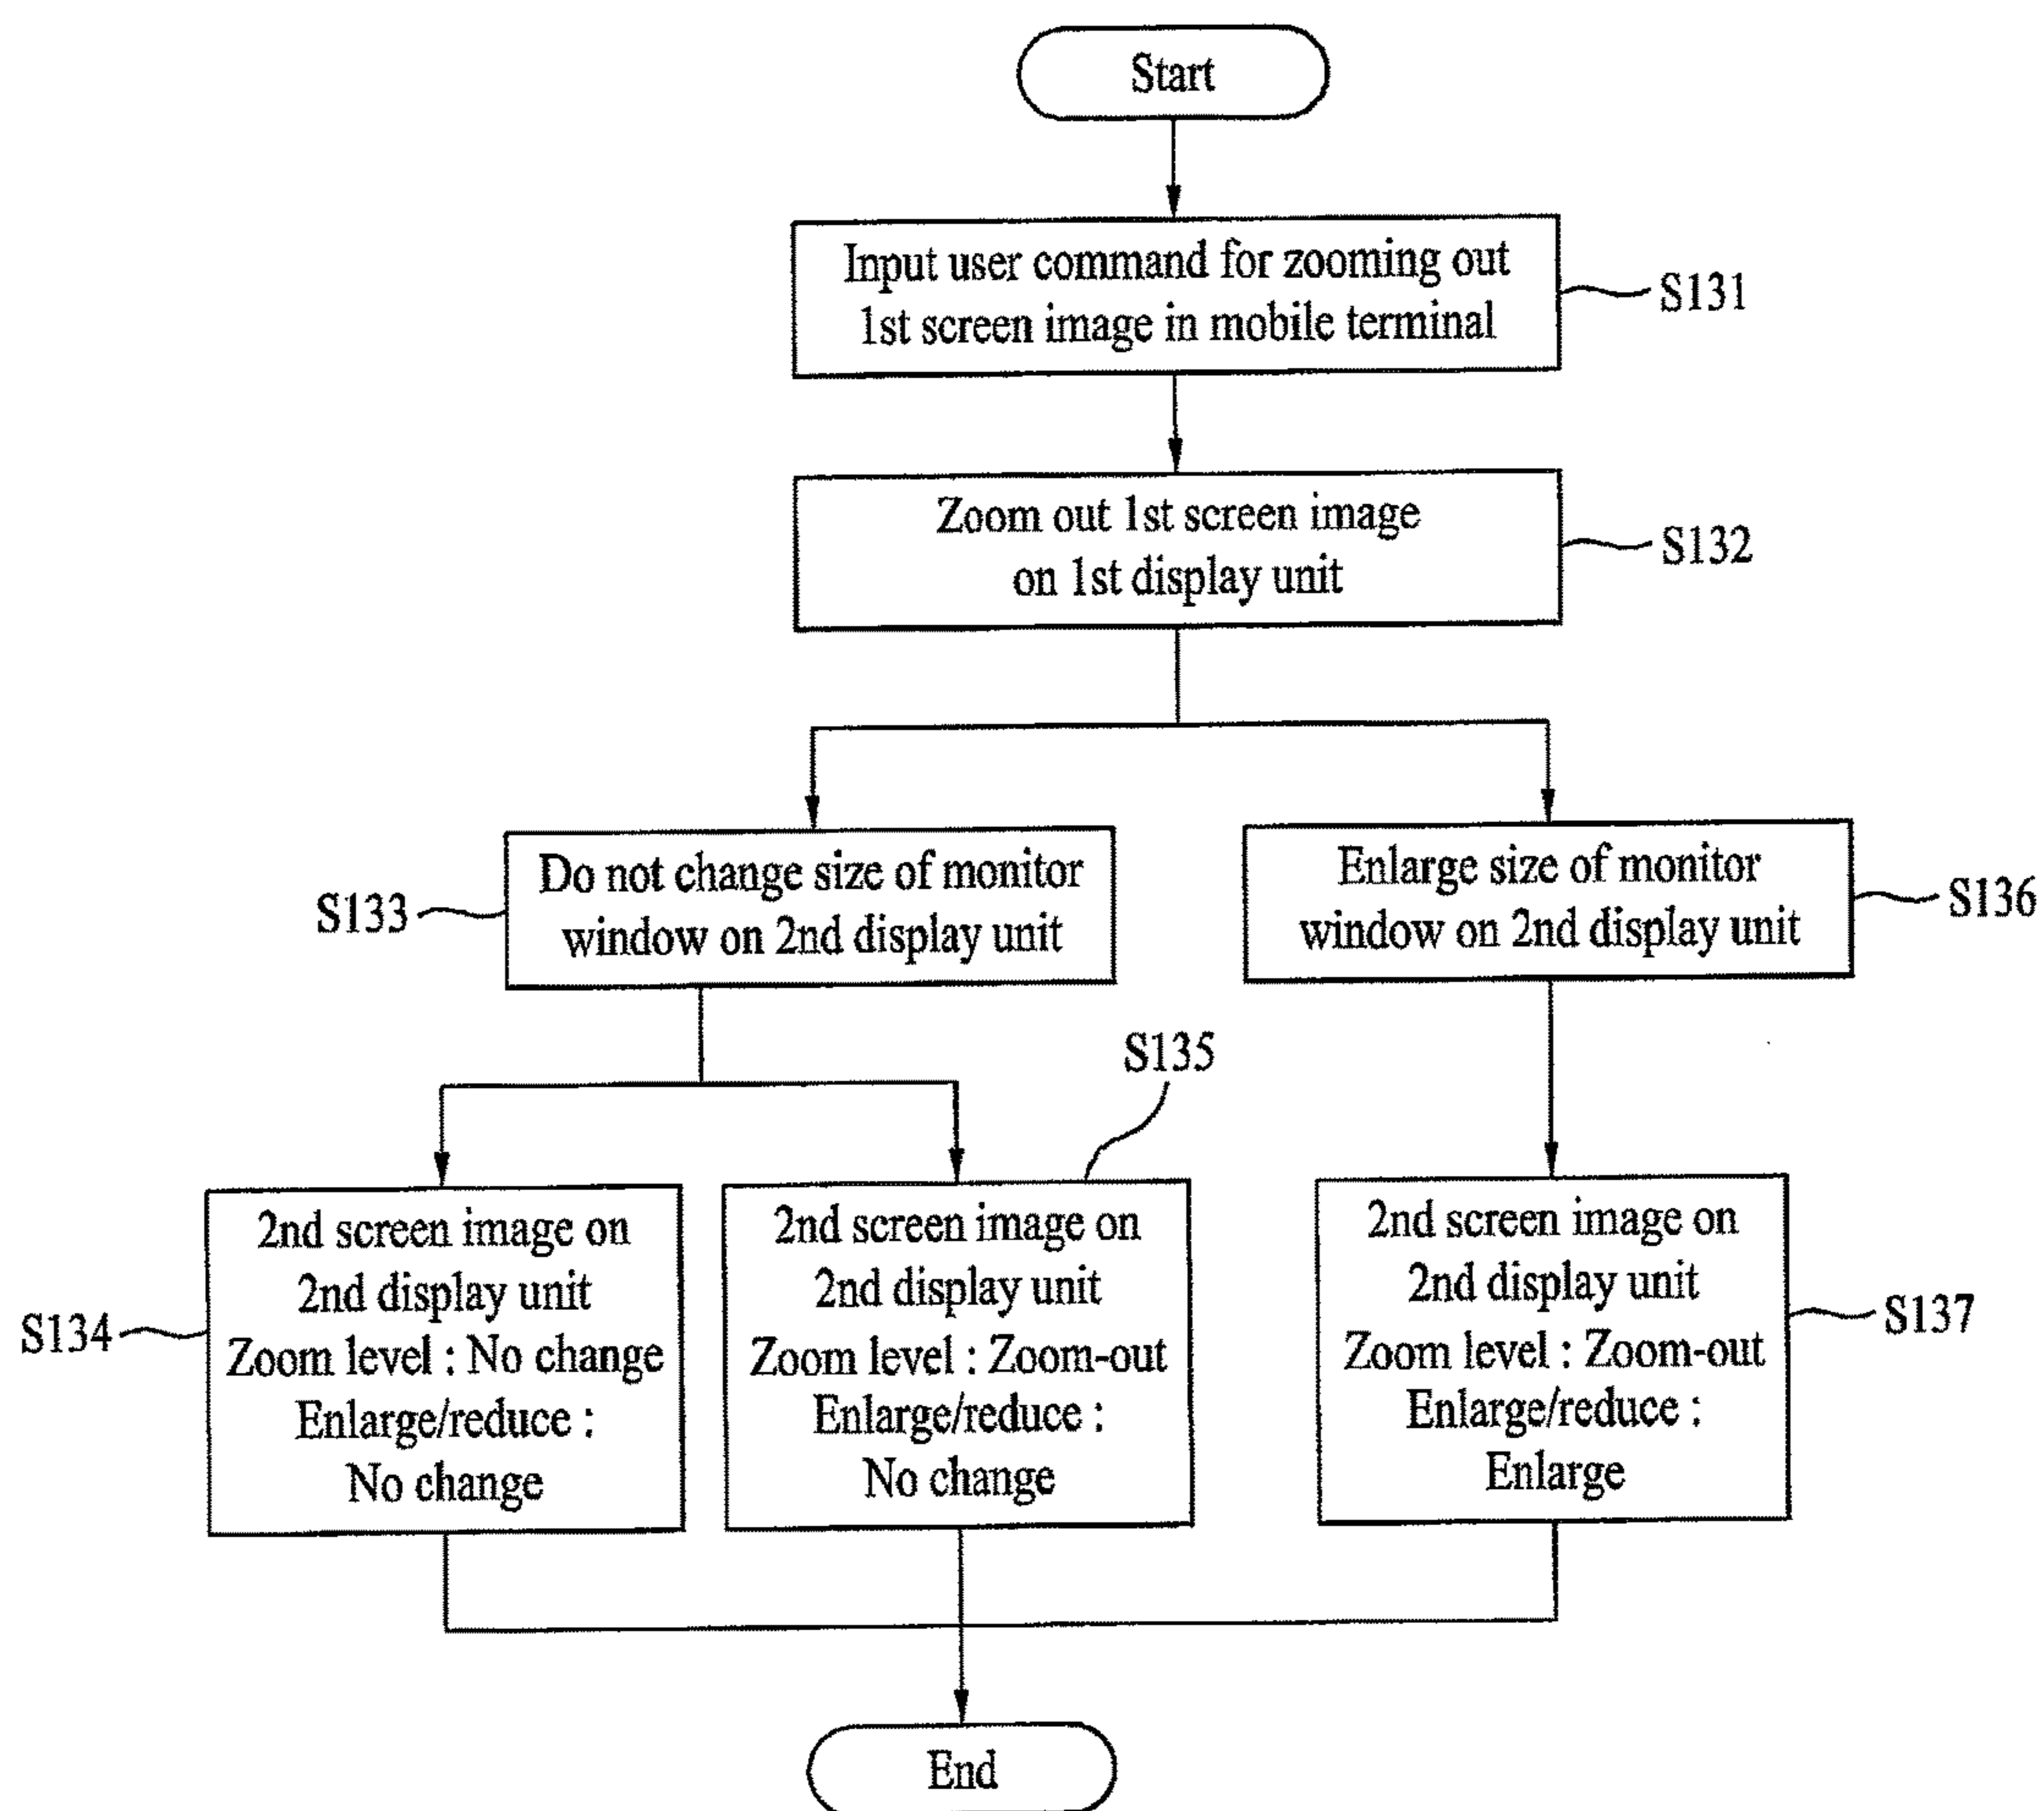 Start
Input user command for zooming out
1st screen image in mobile terminal
S131
Zoom out 1st screen image
on 1st display unit
S132
Do not change size of monitor
window on 2nd display unit
S133
Enlarge size of monitor
window on 2nd display unit
S136
2nd screen image on
2nd display unit
Zoom level : No change
Enlarge/reduce :
No change
S134
S135
2nd screen image on
2nd display unit
Zoom level : Zoom-out
Enlarge/reduce :
No change
2nd screen image on
2nd display unit
Zoom level : Zoom-out
Enlarge/reduce :
Enlarge
S137
End